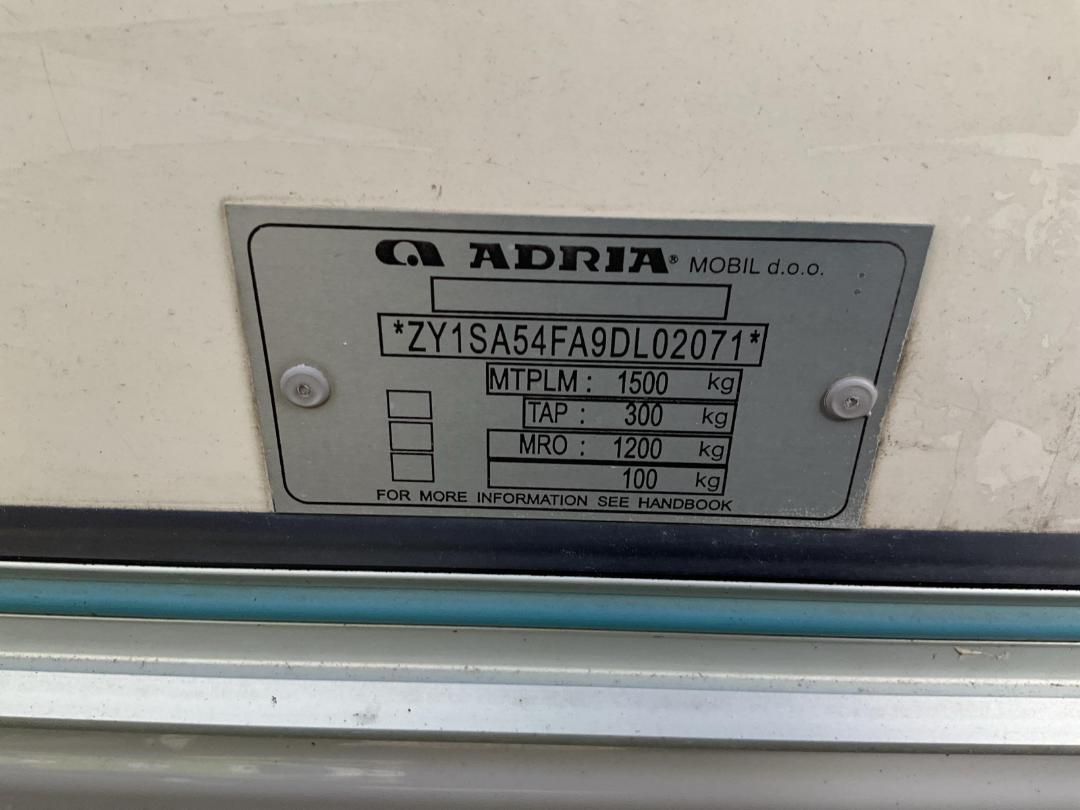 ADRIA® MOBIL d.o.o.
*ZY1SA54FA9DL02071*
MTPLM : 1500 kg
TAP : 300 kg
MRO : 1200 kg
100 kg
FOR MORE INFORMATION SEE HANDBOOK